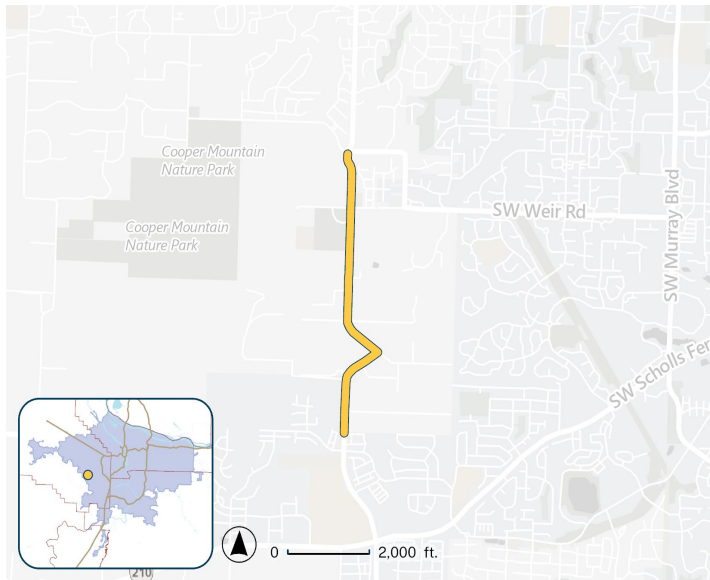 Cooper Mountain
Nature Park
Cooper Mountain
Nature Park
SW Weir Rd
SW Murray Blvd
SW Scholls Fer
0
2,000 ft.
210